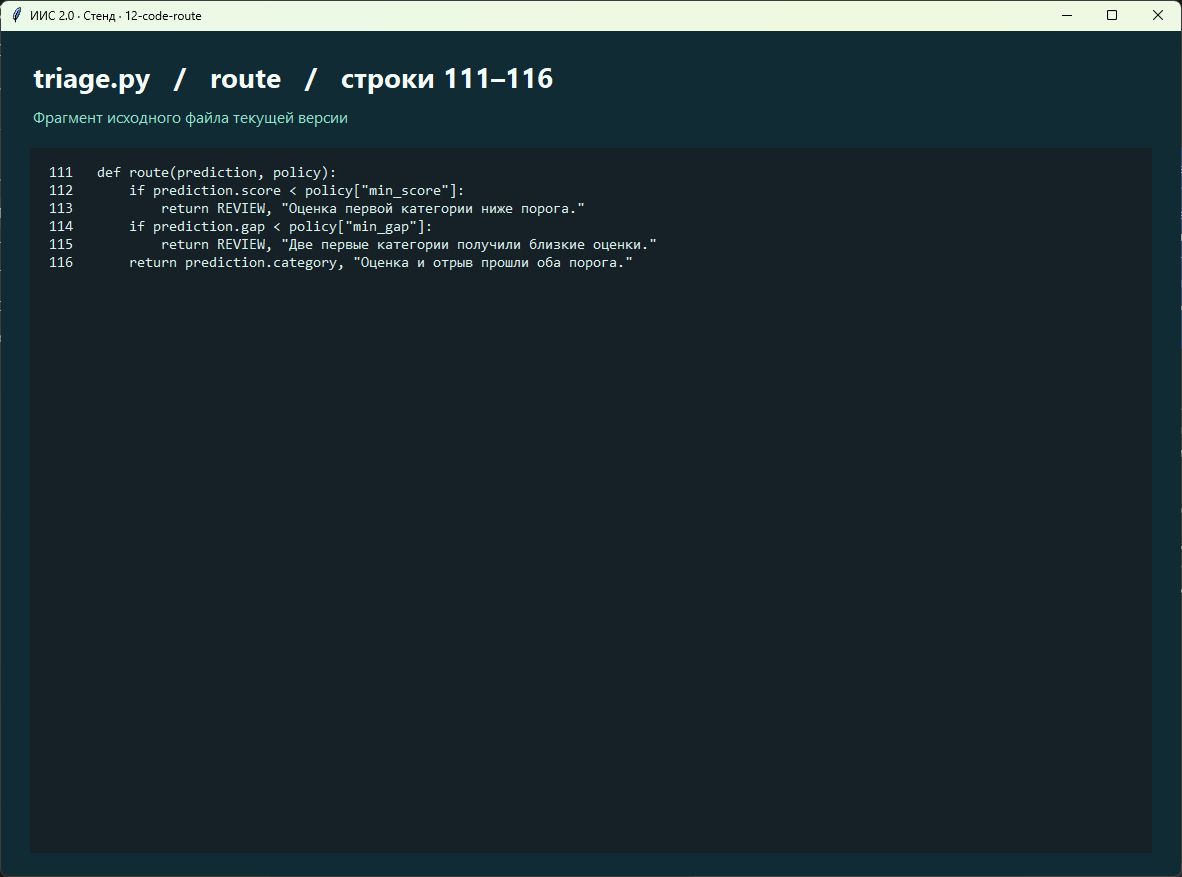 ИИС 2.0 · Стенд · 12-code-route
triage.py / route / строки 111–116
Фрагмент исходного файла текущей версии
111 def route(prediction, policy):
112     if prediction.score < policy["min_score"]:
113         return REVIEW, "Оценка первой категории ниже порога."
114     if prediction.gap < policy["min_gap"]:
115         return REVIEW, "Две первые категории получили близкие оценки."
116     return prediction.category, "Оценка и отрыв прошли оба порога."